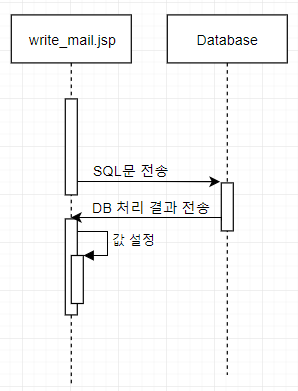 write_mail.jsp
Database
SQL문 전송
DB 처리 결과 전송
값 설정